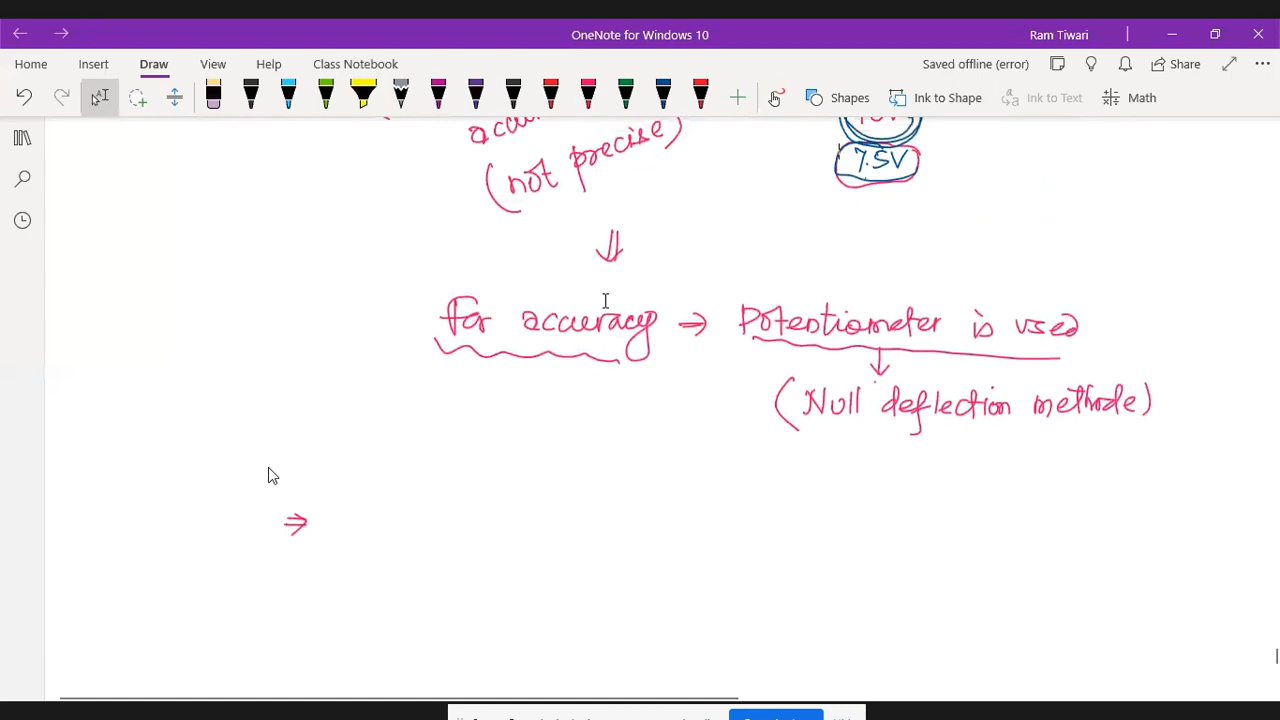 OneNote for Windows 10
Ram Tiwari
Home Insert Draw View Help Class Notebook
Saved offline (error) Share
Shapes Ink to Shape Ink to Text Math
(not precise)
7.5V
for accuracy → Potentiometer is used
(Null deflection methode)
⇒